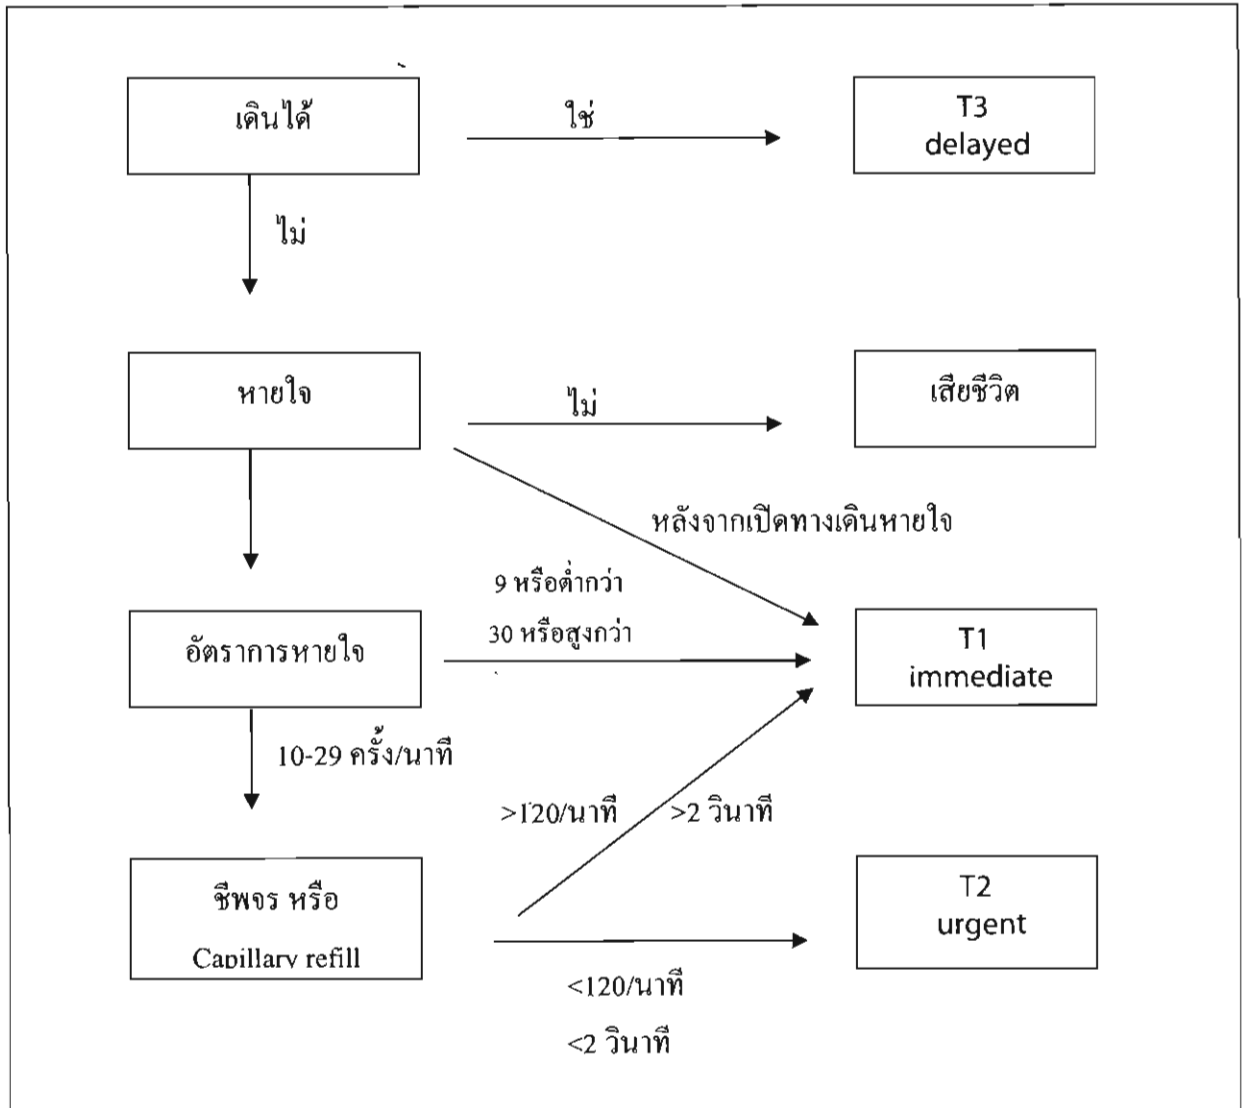 เดินได้
ใช่
T3
delayed
ไม่
หายใจ
ไม่
เสียชีวิต
หลังจากเปิดทางเดินหายใจ
9 หรือต่ำกว่า
30 หรือสูงกว่า
อัตราการหายใจ
T1
immediate
10-29 ครั้ง/นาที
>120/นาที >2 วินาที
ชีพจร หรือ
Capillary refill
T2
urgent
<120/นาที
<2 วินาที